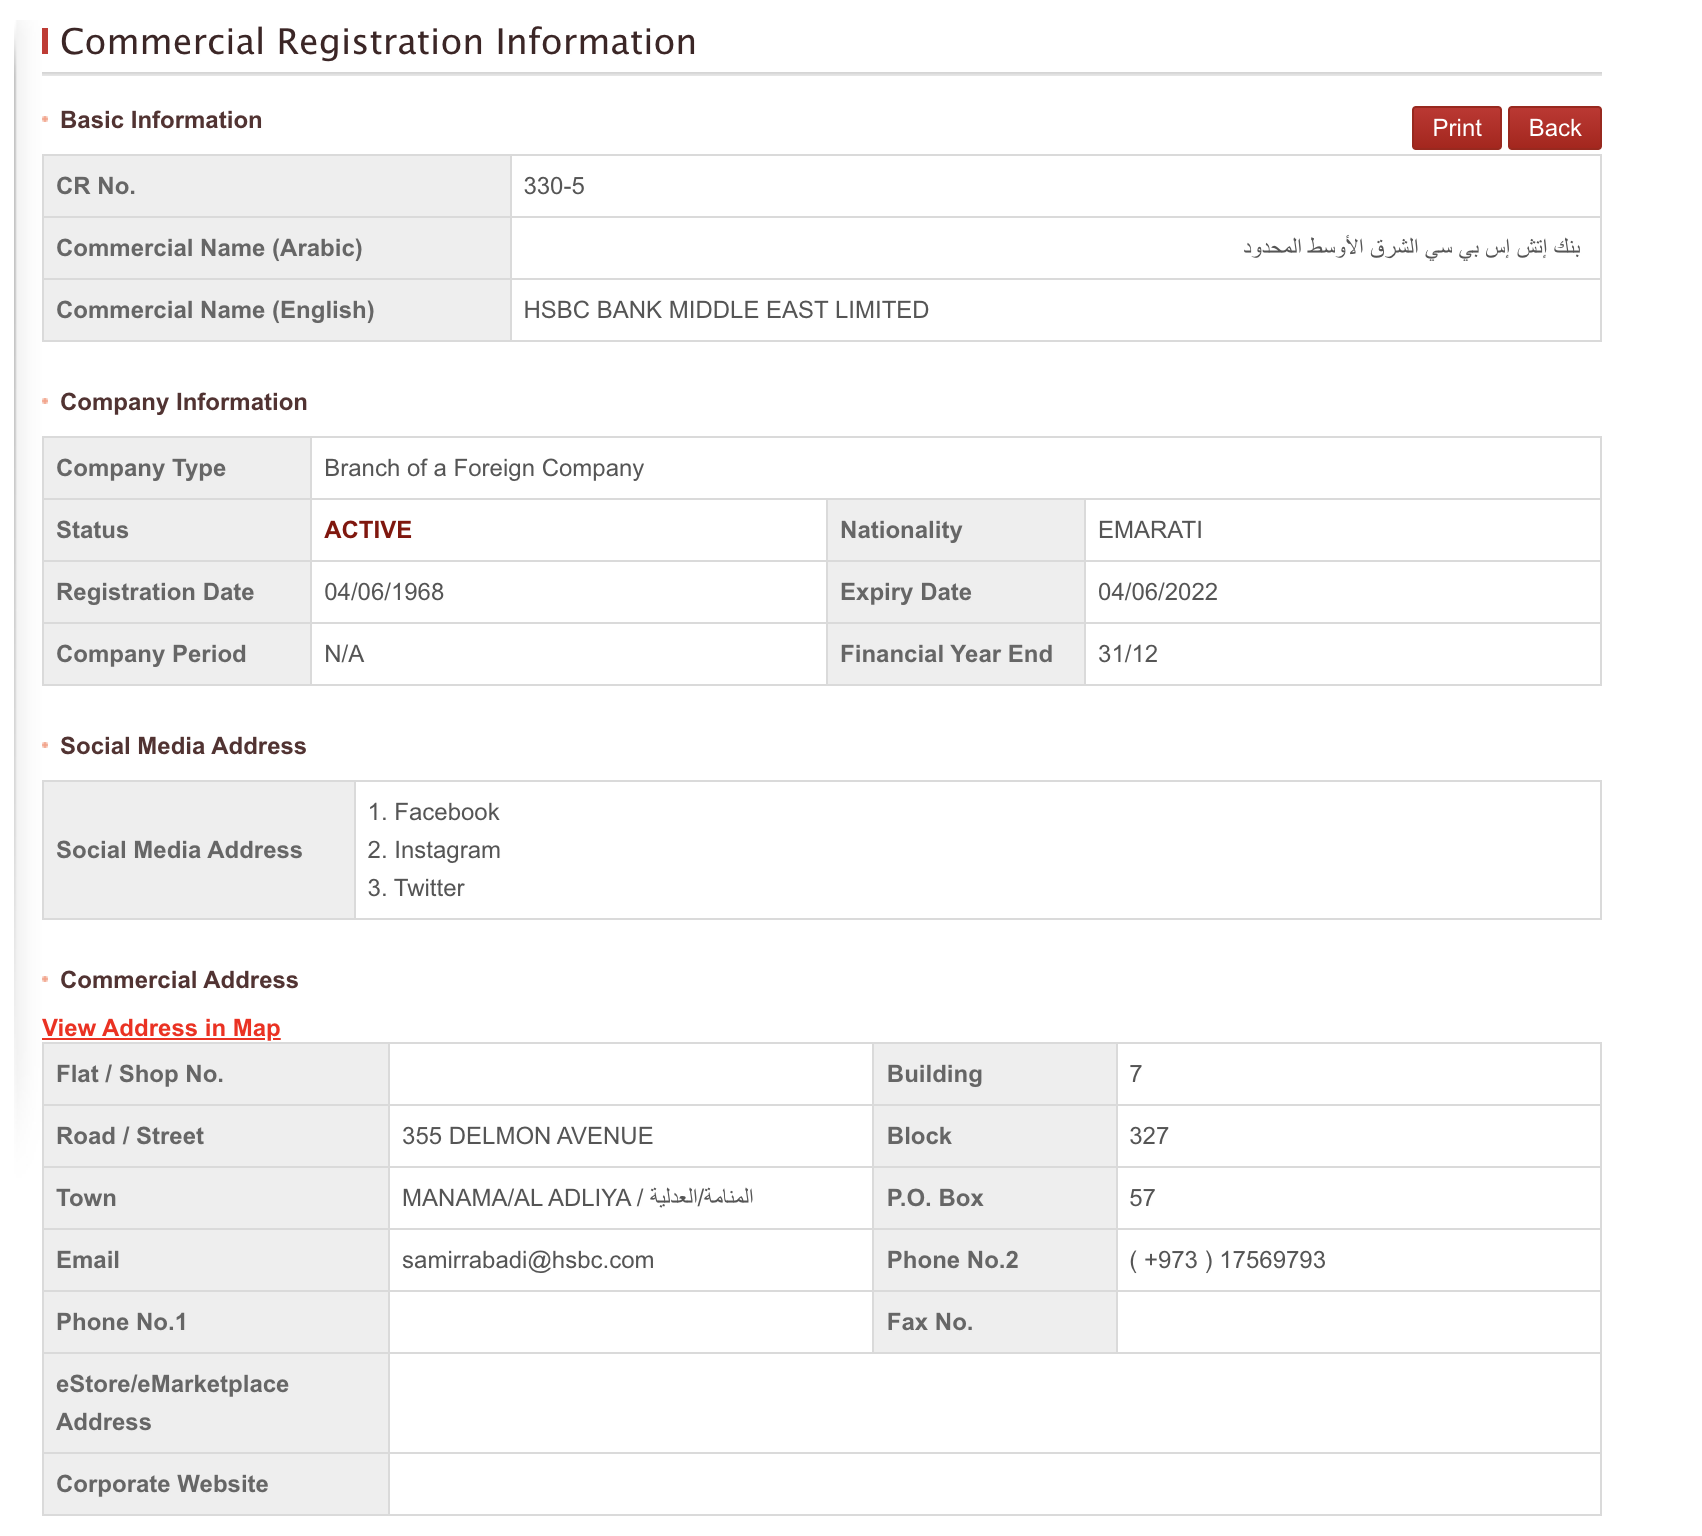 Commercial Registration Information
Basic Information
Print Back
CR No. 330-5
Commercial Name (Arabic) بنك إتش إس بي سي الشرق الأوسط المحدود
Commercial Name (English) HSBC BANK MIDDLE EAST LIMITED
Company Information
Company Type Branch of a Foreign Company
Status ACTIVE Nationality EMARATI
Registration Date 04/06/1968 Expiry Date 04/06/2022
Company Period N/A Financial Year End 31/12
Social Media Address
Social Media Address
1. Facebook
2. Instagram
3. Twitter
Commercial Address
View Address in Map
Flat / Shop No. Building 7
Road / Street 355 DELMON AVENUE Block 327
Town MANAMA/AL ADLIYA / المنامة/العدلية P.O. Box 57
Email samirrabadi@hsbc.com Phone No.2 ( +973 ) 17569793
Phone No.1 Fax No.
eStore/eMarketplace
Address
Corporate Website